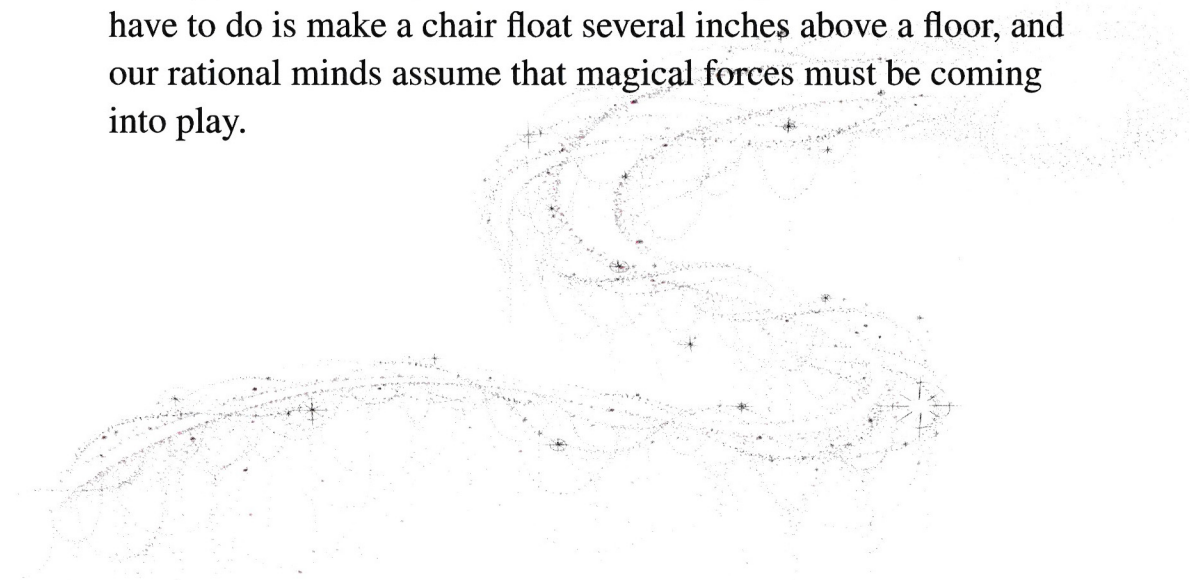 have to do is make a chair float several inches above a floor, and
our rational minds assume that magical forces must be coming
into play.